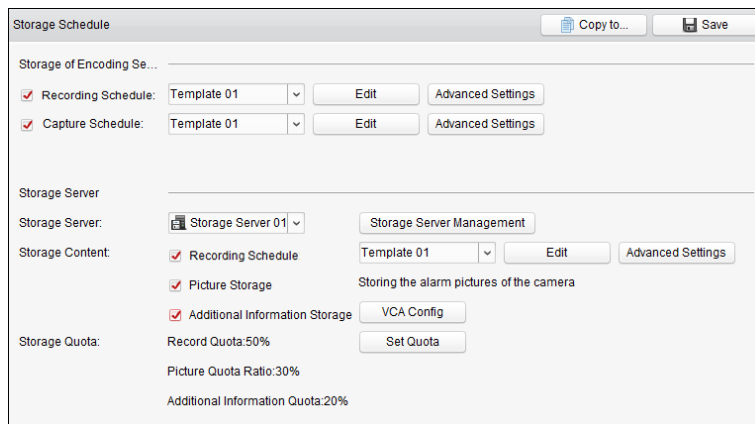 Storage Schedule Copy to... Save
Storage of Encoding Se...
Recording Schedule: Template 01 Edit Advanced Settings
Capture Schedule: Template 01 Edit Advanced Settings
Storage Server
Storage Server: Storage Server 01 Storage Server Management
Storage Content: Recording Schedule Template 01 Edit Advanced Settings
Picture Storage Storing the alarm pictures of the camera
Additional Information Storage VCA Config
Storage Quota: Record Quota:50% Set Quota
Picture Quota Ratio:30%
Additional Information Quota:20%